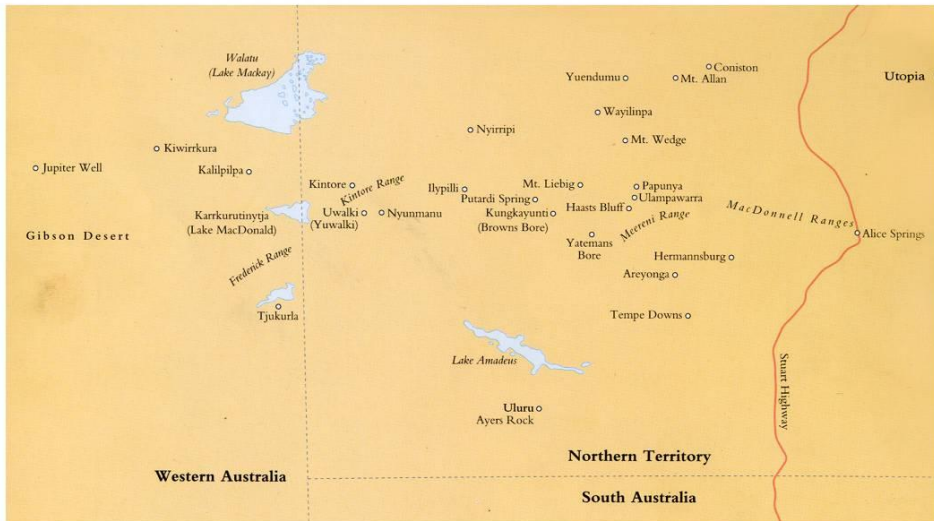 Walatu
(Lake Mackay)
Coniston
Yuendumu
Mt. Allan
Utopia
Wayilinpa
Nyirripi
Mt. Wedge
Kiwirrkura
Jupiter Well
Kalilpilpa
Kintore
Kintore Range
Ilypilli
Mt. Liebig
Papunya
Putardi Spring
Ulampawarra
Karrkurutinytja
(Lake MacDonald)
Uwalki
(Yuwalki)
Nyunmanu
Kungkayunti
(Browns Bore)
Haasts Bluff
Meereni Range
MacDonnell Ranges
Gibson Desert
Yatemans
Bore
Alice Springs
Frederick Range
Hermannsburg
Areyonga
Tjukurla
Tempe Downs
Lake Amadeus
Stuart Highway
Uluru
Ayers Rock
Northern Territory
Western Australia
South Australia